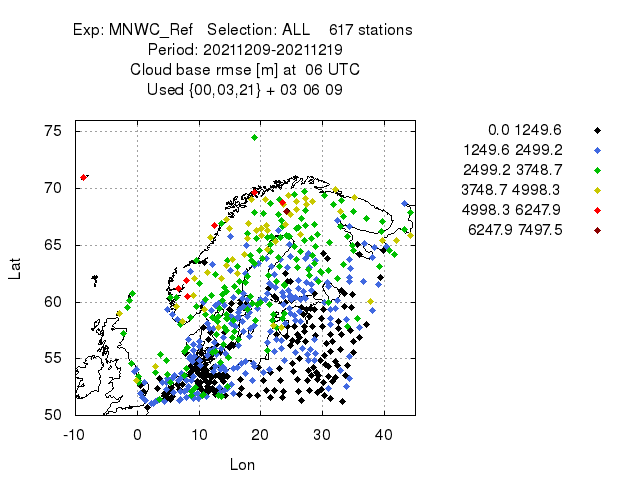 Exp: MNWC_Ref Selection: ALL 617 stations
Period: 20211209-20211219
Cloud base rmse [m] at 06 UTC
Used {00,03,21} + 03 06 09
0.0 1249.6
1249.6 2499.2
2499.2 3748.7
3748.7 4998.3
4998.3 6247.9
6247.9 7497.5
75
70
65
60
55
50
Lat
-10 0 10 20 30 40
Lon